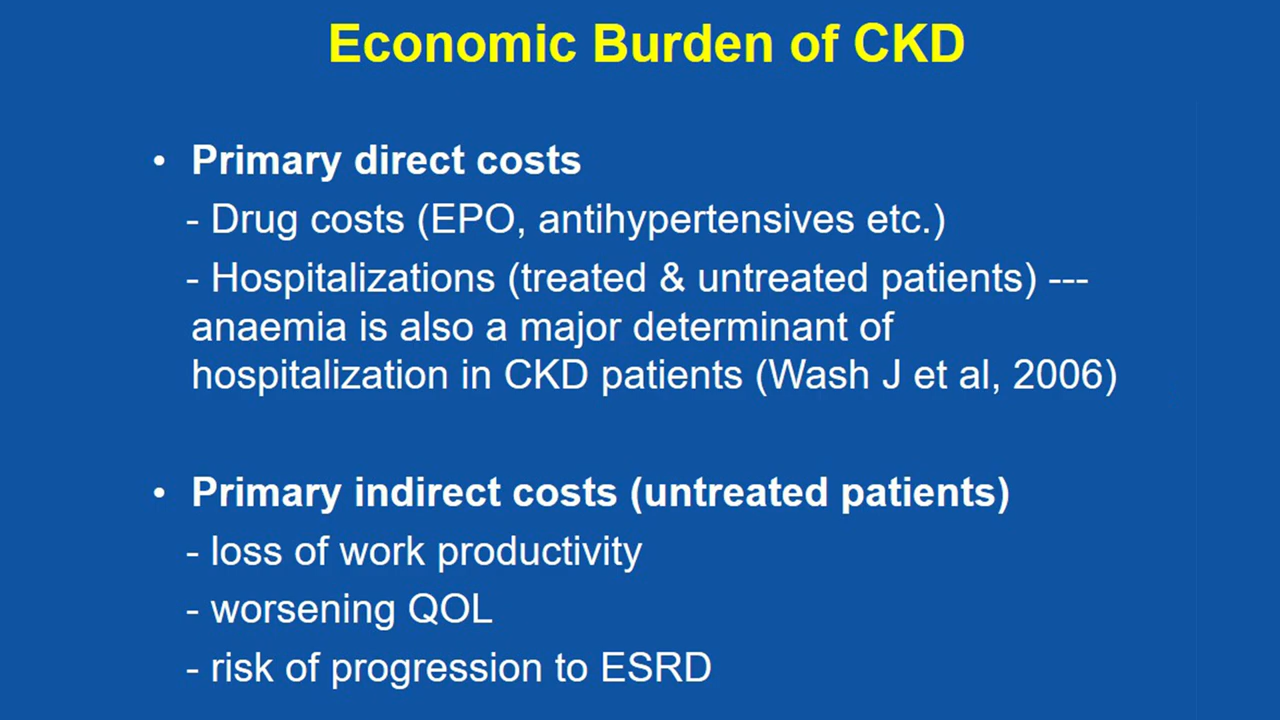 Economic Burden of CKD
• Primary direct costs
- Drug costs (EPO, antihypertensives etc.)
- Hospitalizations (treated & untreated patients) ---
anaemia is also a major determinant of
hospitalization in CKD patients (Wash J et al, 2006)
• Primary indirect costs (untreated patients)
- loss of work productivity
- worsening QOL
- risk of progression to ESRD